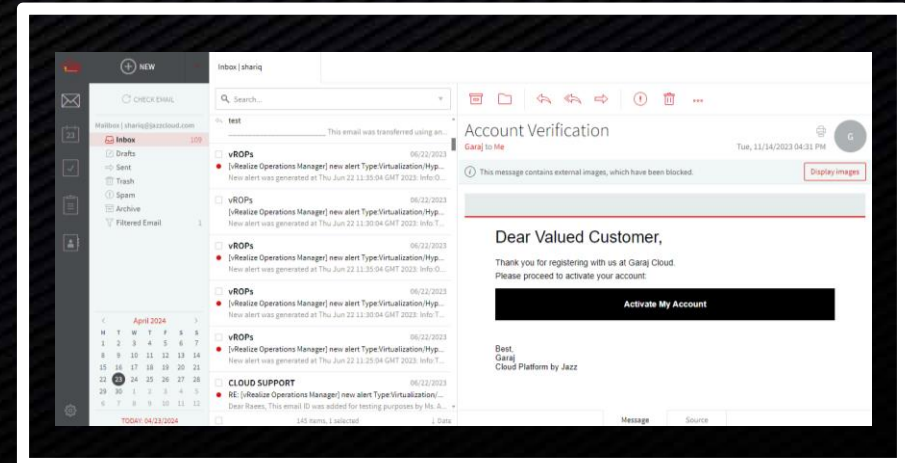 NEW
Inbox | shariq
CHECK EMAIL
Search...
Mailbox | shariq@jazzcloud.com
Inbox 109
Drafts
Sent
Trash
Spam
Archive
Filtered Email 1
April 2024
M T W T F S S
1 2 3 4 5 6 7
8 9 10 11 12 13 14
15 16 17 18 19 20 21
22 23 24 25 26 27 28
29 30 1 2 3 4 5
6 7 8 9 10 11 12
TODAY: 04/23/2024
23
test
This email was transferred using an...
vROPs 06/22/2023
[vRealize Operations Manager] new alert Type:Virtualization/Hyp...
New alert was generated at Thu Jun 22 11:35:04 GMT 2023: Info:O...
vROPs 06/22/2023
[vRealize Operations Manager] new alert Type:Virtualization/Hyp...
New alert was generated at Thu Jun 22 11:30:04 GMT 2023: Info:T...
vROPs 06/22/2023
[vRealize Operations Manager] new alert Type:Virtualization/Hyp...
New alert was generated at Thu Jun 22 11:35:04 GMT 2023: Info:O...
vROPs 06/22/2023
[vRealize Operations Manager] new alert Type:Virtualization/Hyp...
New alert was generated at Thu Jun 22 11:30:04 GMT 2023: Info:T...
vROPs 06/22/2023
[vRealize Operations Manager] new alert Type:Virtualization/Hyp...
New alert was generated at Thu Jun 22 11:25:04 GMT 2023: Info:T...
CLOUD SUPPORT 06/22/2023
RE: [vRealize Operations Manager] new alert Type:Virtualization/...
Dear Raees, This email ID was added for testing purposes by Ms. A...
145 items, 1 selected Date
Account Verification
Garaj to Me
Tue, 11/14/2023 04:31 PM
G
This message contains external images, which have been blocked.
Display images
Dear Valued Customer,
Thank you for registering with us at Garaj Cloud.
Please proceed to activate your account:
Activate My Account
Best,
Garaj
Cloud Platform by Jazz
Message Source